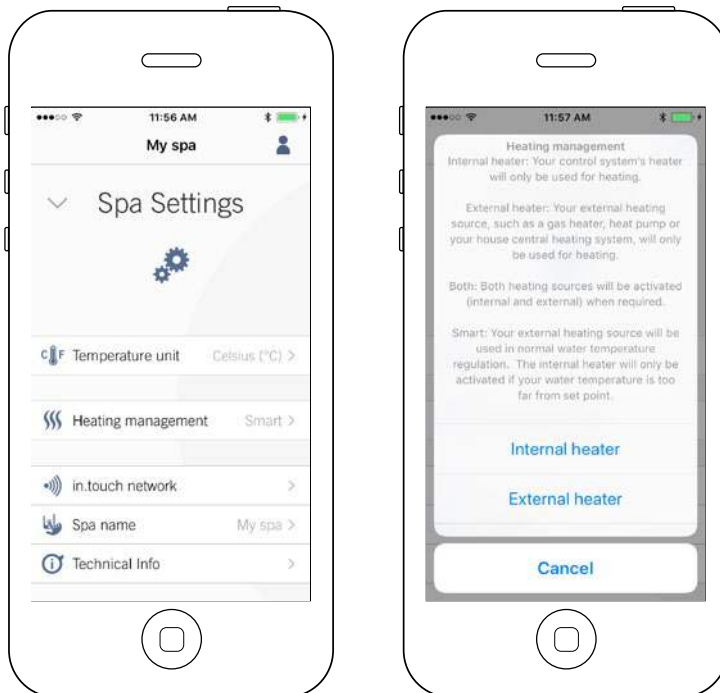 11:56 AM
My spa
Spa Settings
C F Temperature unit Celsius (°C) >
Heating management Smart >
in.touch network >
Spa name My spa >
Technical Info >
11:57 AM
Heating management
Internal heater: Your control system's heater
will only be used for heating.
External heater: Your external heating
source, such as a gas heater, heat pump or
your house central heating system, will only
be used for heating.
Both: Both heating sources will be activated
(internal and external) when required.
Smart: Your external heating source will be
used in normal water temperature
regulation. The internal heater will only be
activated if your water temperature is too
far from set point.
Internal heater
External heater
Cancel